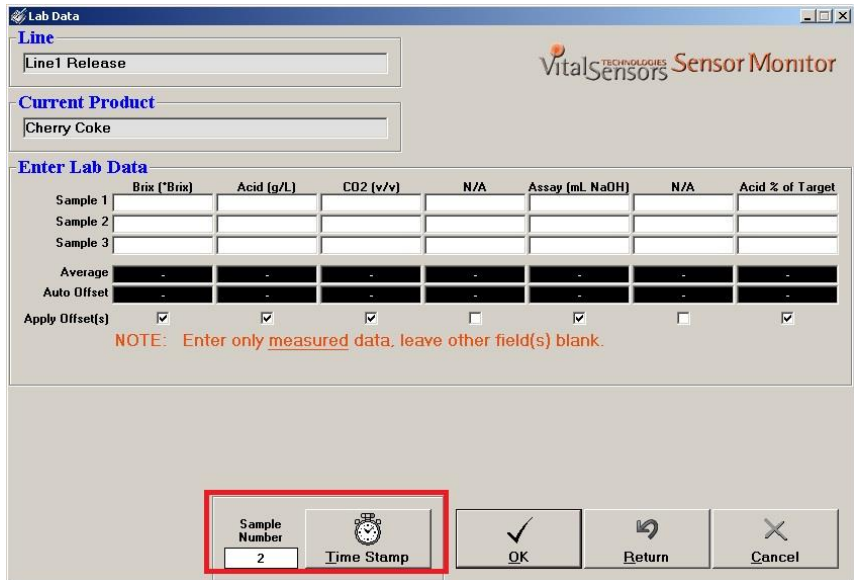 Lab Data
Line
Line1 Release
VitalSensors TECHNOLOGIES Sensor Monitor
Current Product
Cherry Coke
Enter Lab Data
Brix (°Brix) Acid (g/L) CO2 (v/v) N/A Assay (mL NaOH) N/A Acid % of Target
Sample 1
Sample 2
Sample 3
Average - - - - - - -
Auto Offset - - - - - - -
Apply Offset(s)
NOTE: Enter only measured data, leave other field(s) blank.
Sample
Number
2
Time Stamp
OK
Return
Cancel